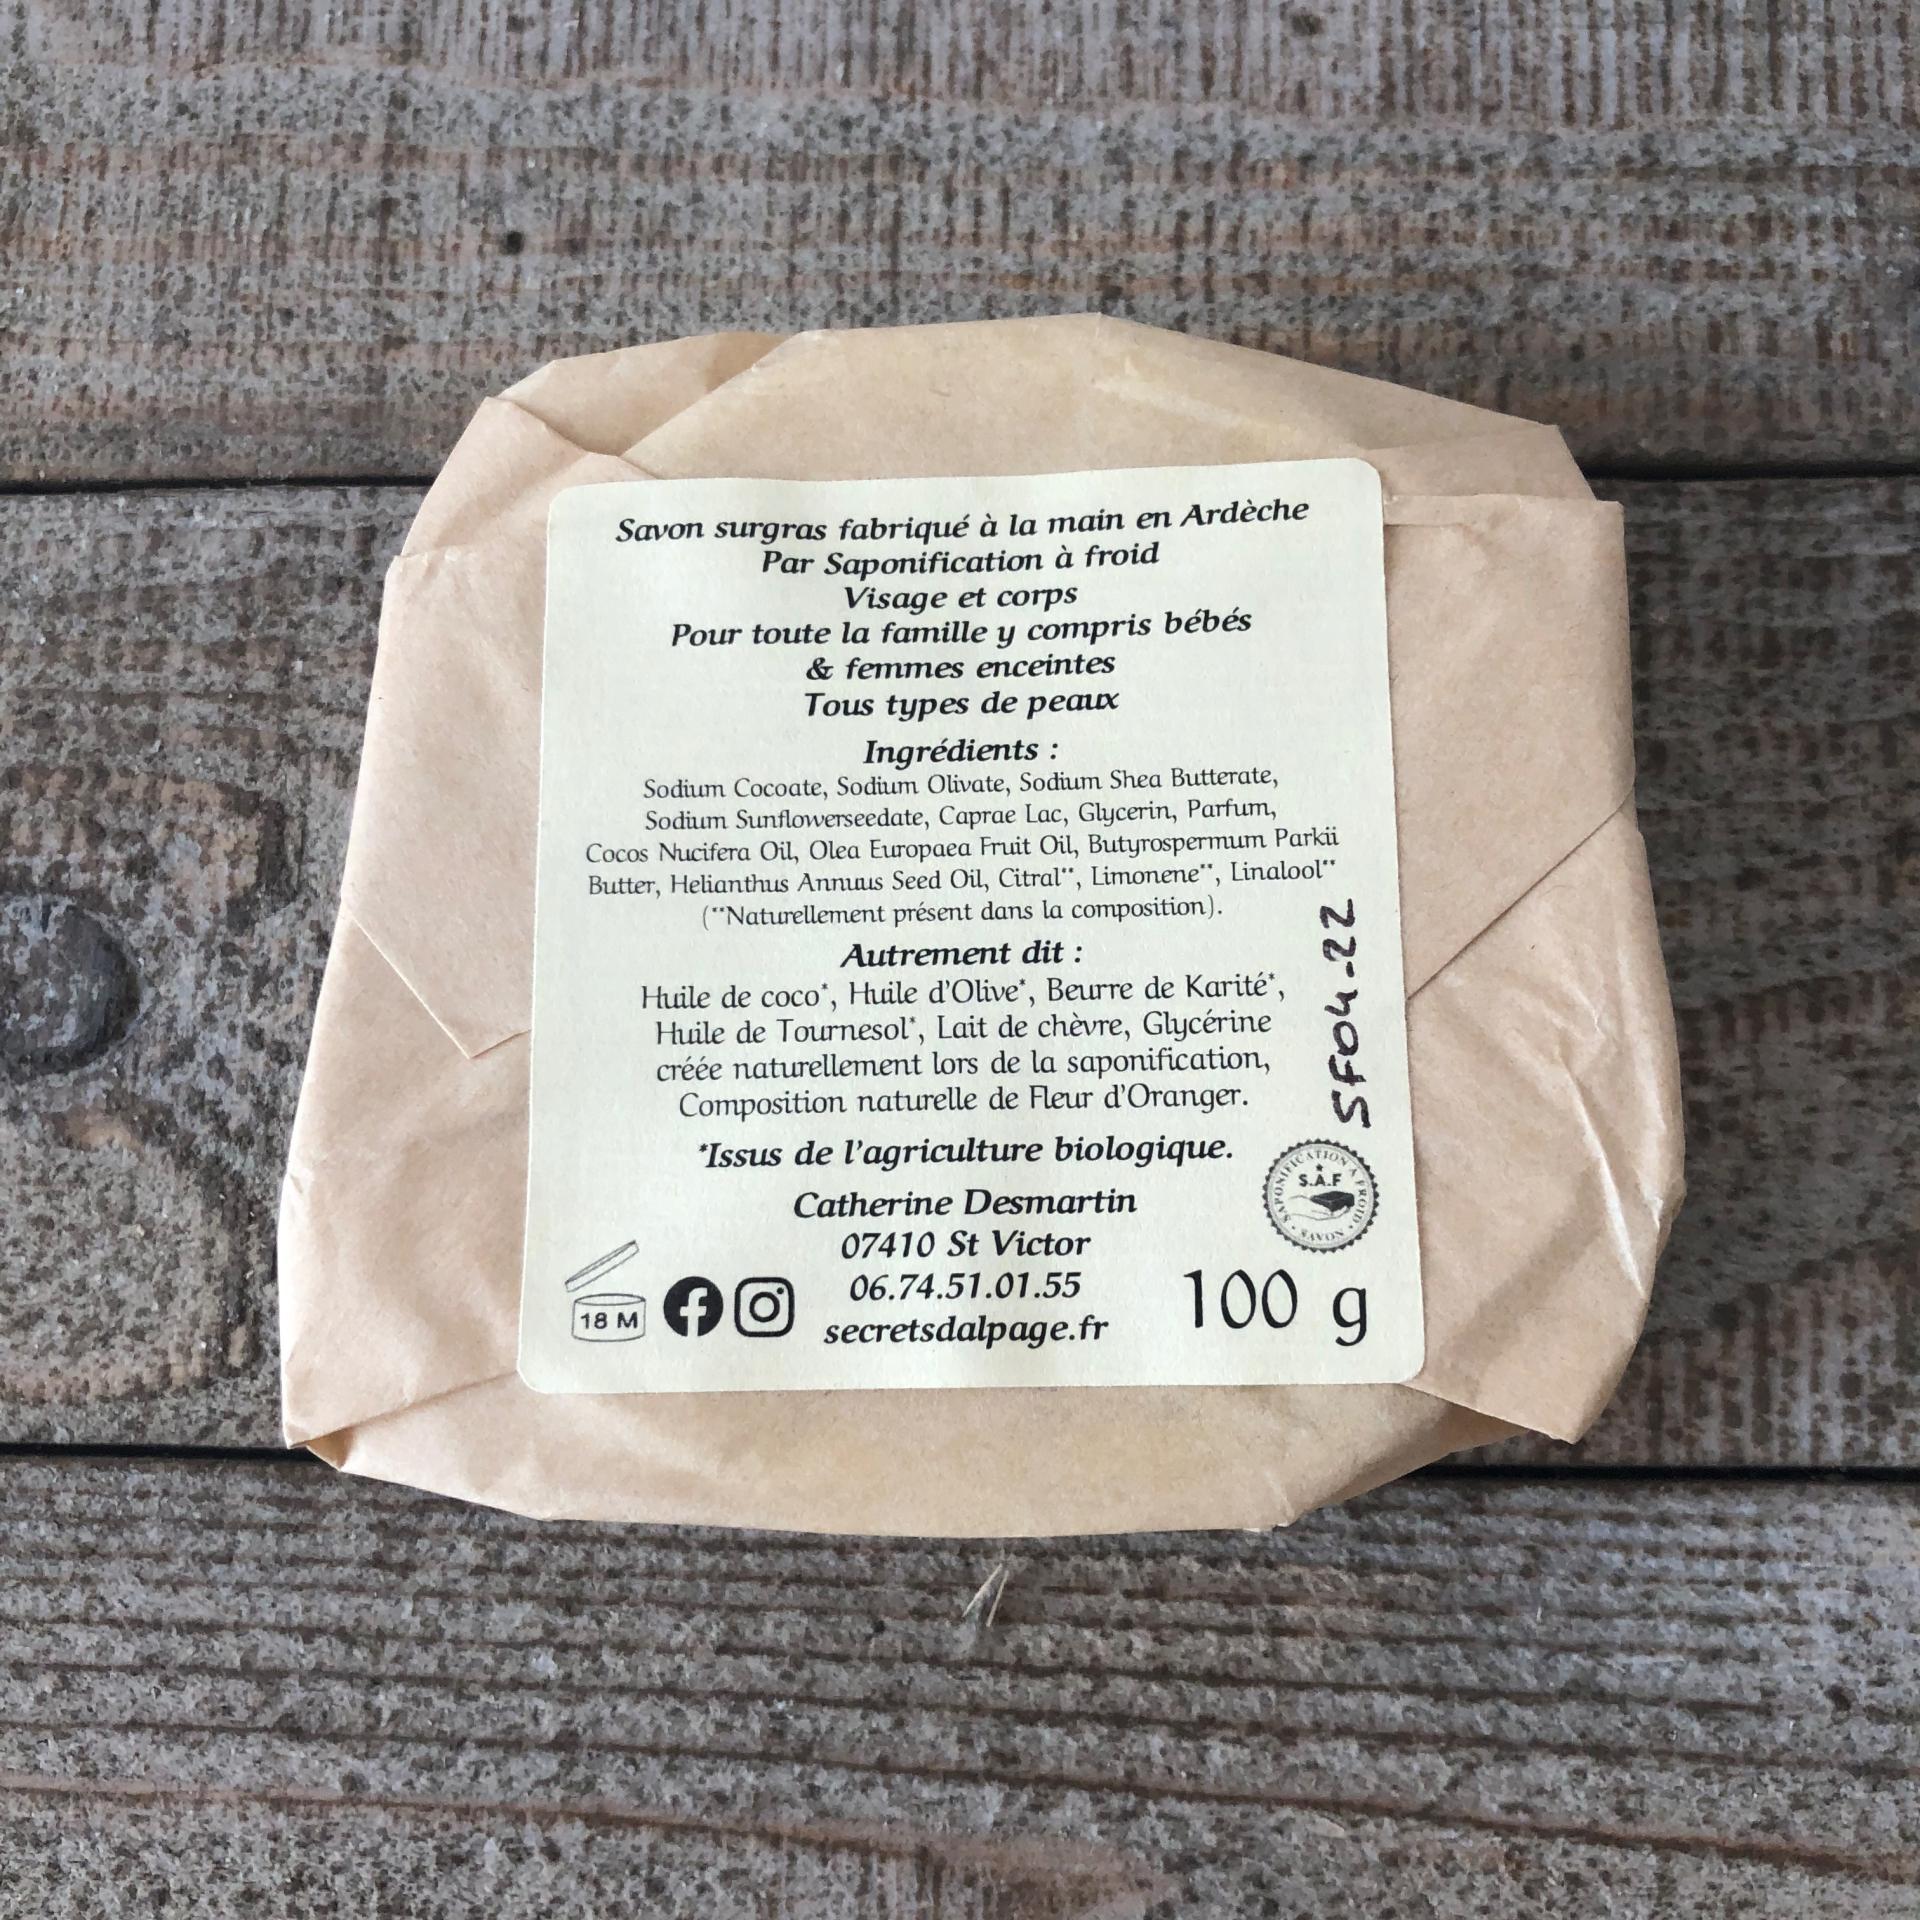 Savon surgras fabriqué à la main en Ardèche
Par Saponification à froid
Visage et corps
Pour toute la famille y compris bébés
& femmes enceintes
Tous types de peaux
Ingrédients :
Sodium Cocoate, Sodium Olivate, Sodium Shea Butterate,
Sodium Sunflowerseedate, Caprae Lac, Glycerin, Parfum,
Cocos Nucifera Oil, Olea Europaea Fruit Oil, Butyrospermum Parkii
Butter, Helianthus Annuus Seed Oil, Citral**, Limonene**, Linalool**
(**Naturellement présent dans la composition).
Autrement dit :
Huile de coco*, Huile d'Olive*, Beurre de Karité*,
Huile de Tournesol*, Lait de chèvre, Glycérine
créée naturellement lors de la saponification,
Composition naturelle de Fleur d'Oranger.
*Issus de l'agriculture biologique.
Catherine Desmartin
07410 St Victor
06.74.51.01.55
secretsdalpage.fr
18 M
100 g
SF04-22
SAPONIFICATION À FROID
S.A.F
SAVON